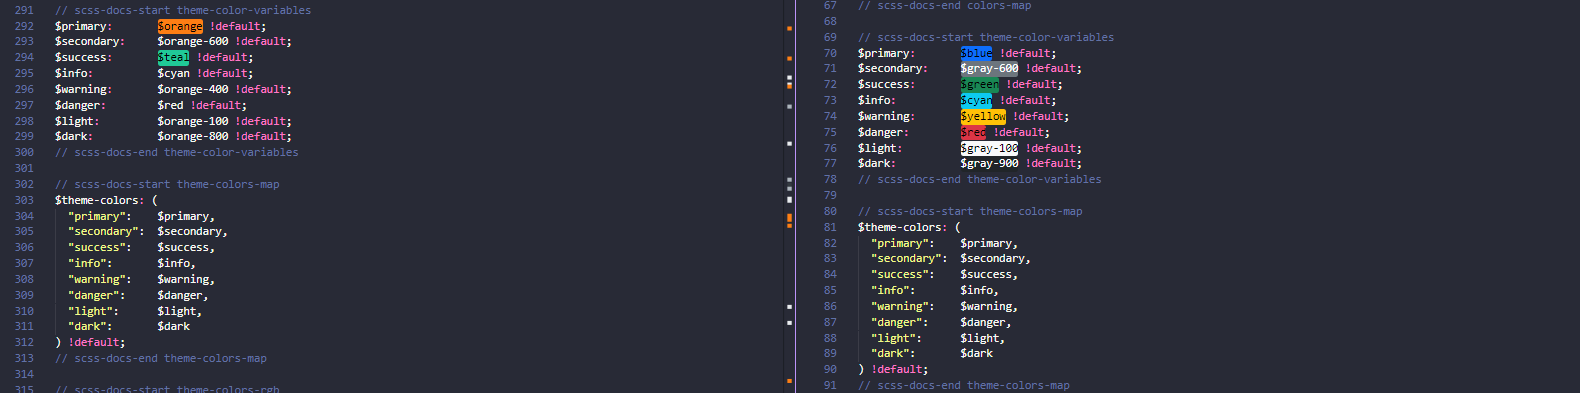 291 // scss-docs-start theme-color-variables
292 $primary: $orange !default;
293 $secondary: $orange-600 !default;
294 $success: $teal !default;
295 $info: $cyan !default;
296 $warning: $orange-400 !default;
297 $danger: $red !default;
298 $light: $orange-100 !default;
299 $dark: $orange-800 !default;
300 // scss-docs-end theme-color-variables
301
302 // scss-docs-start theme-colors-map
303 $theme-colors: (
304 "primary": $primary,
305 "secondary": $secondary,
306 "success": $success,
307 "info": $info,
308 "warning": $warning,
309 "danger": $danger,
310 "light": $light,
311 "dark": $dark
312 ) !default;
313 // scss-docs-end theme-colors-map
314
315 // scss-docs-start theme-colors-rgb
67 // scss-docs-end colors-map
68
69 // scss-docs-start theme-color-variables
70 $primary: $blue !default;
71 $secondary: $gray-600 !default;
72 $success: $green !default;
73 $info: $cyan !default;
74 $warning: $yellow !default;
75 $danger: $red !default;
76 $light: $gray-100 !default;
77 $dark: $gray-900 !default;
78 // scss-docs-end theme-color-variables
79
80 // scss-docs-start theme-colors-map
81 $theme-colors: (
82 "primary": $primary,
83 "secondary": $secondary,
84 "success": $success,
85 "info": $info,
86 "warning": $warning,
87 "danger": $danger,
88 "light": $light,
89 "dark": $dark
90 ) !default;
91 // scss-docs-end theme-colors-map